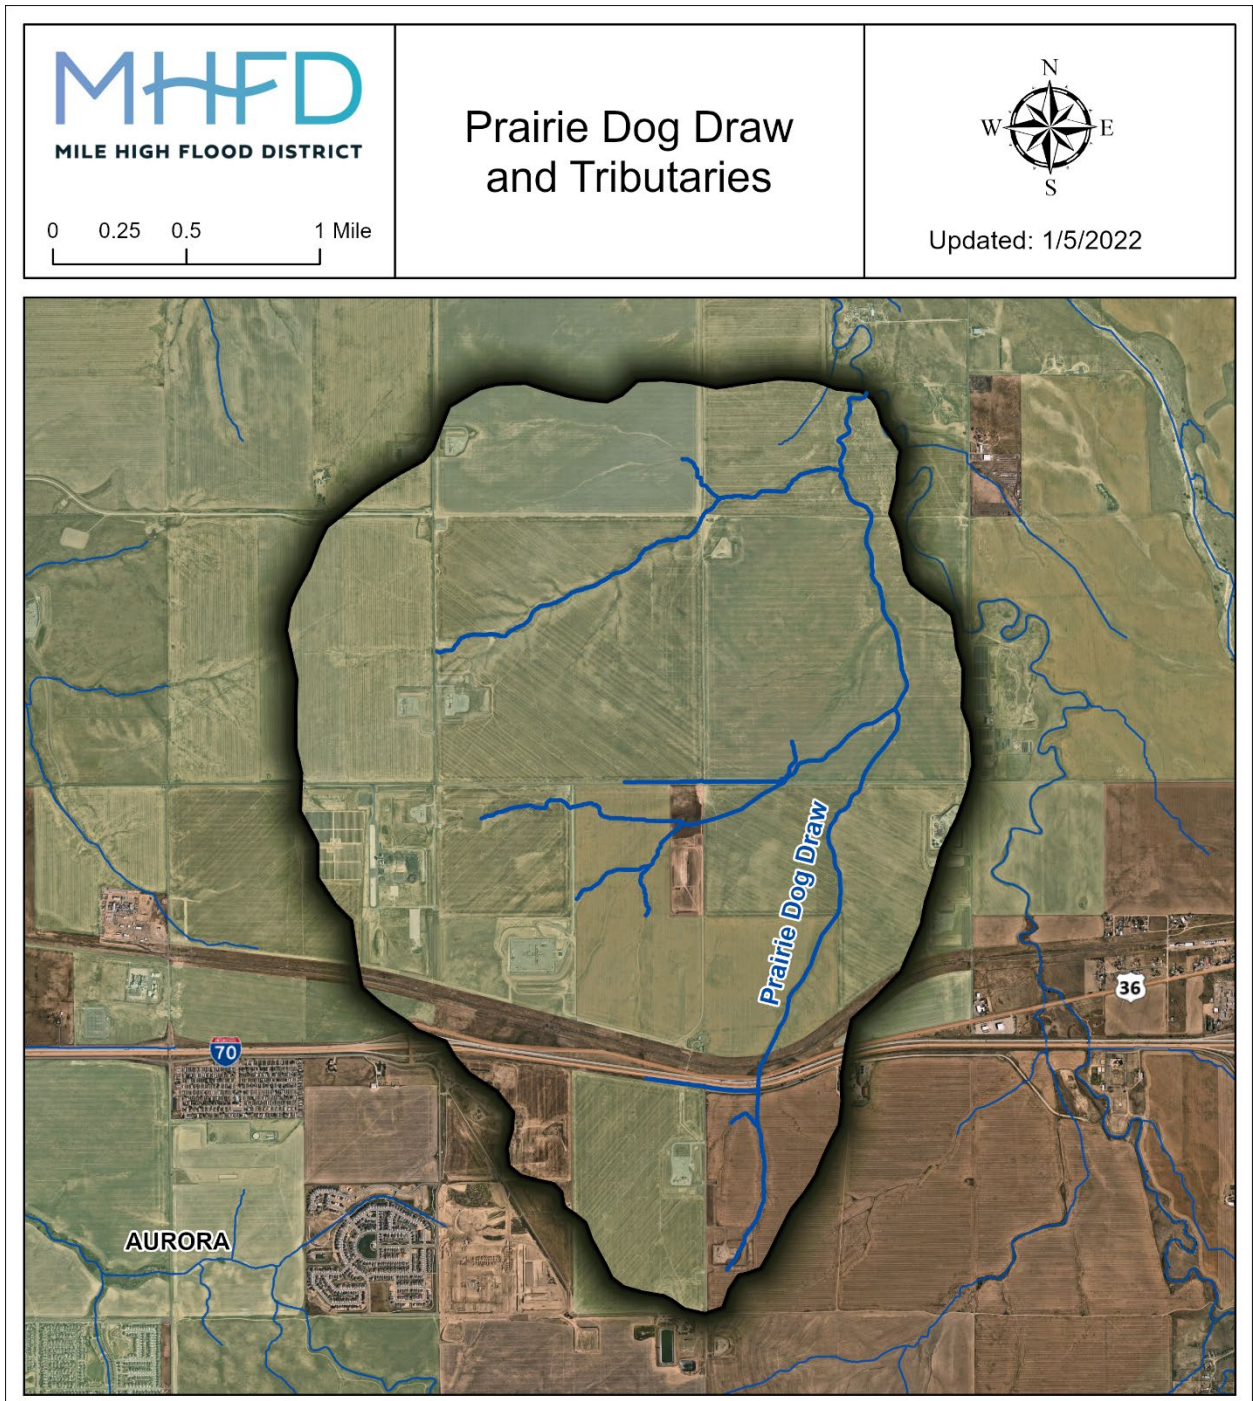 MHFD
MILE HIGH FLOOD DISTRICT
0 0.25 0.5 1 Mile
Prairie Dog Draw
and Tributaries
N
W E
S
Updated: 1/5/2022
Prairie Dog Draw
36
70
AURORA